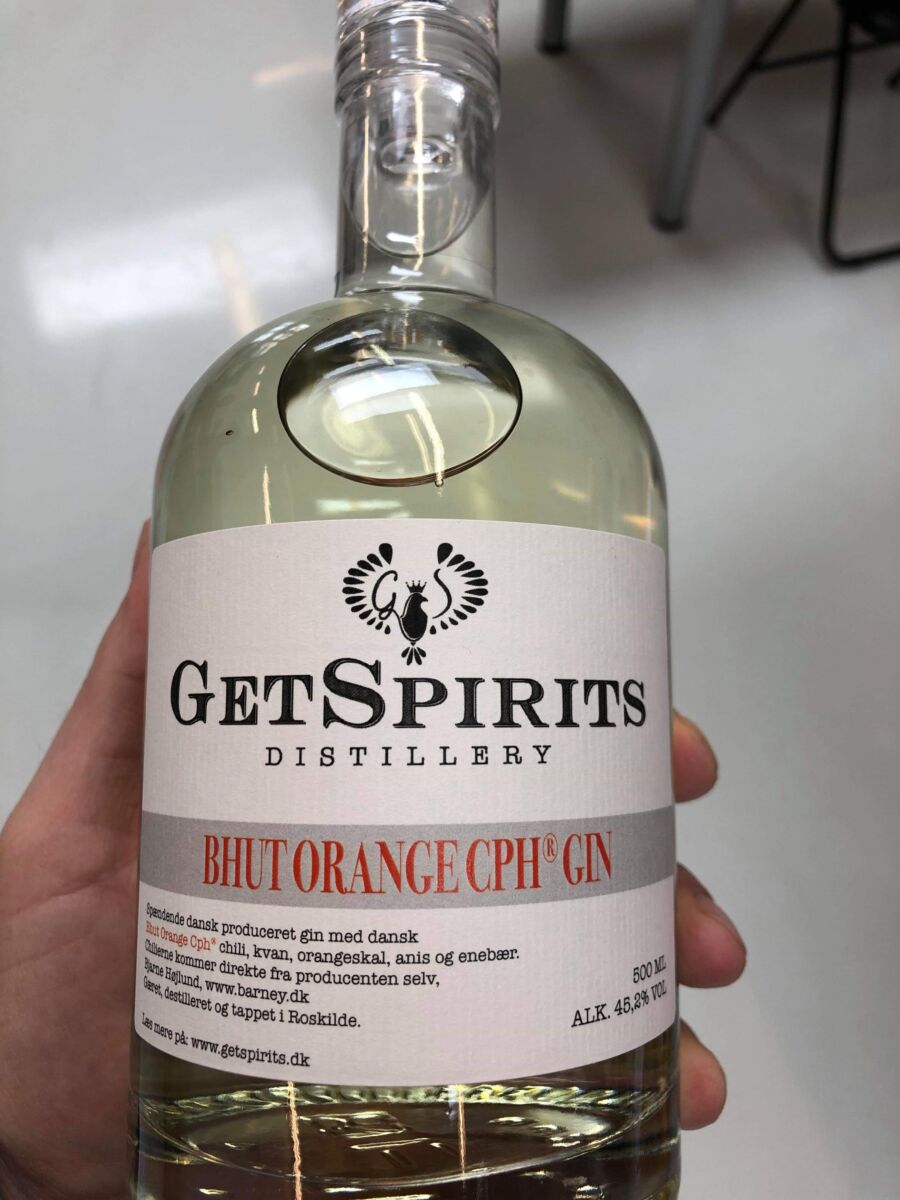 G S
GETSPIRITS
DISTILLERY
BHUT ORANGE CPH® GIN
Spændende dansk produceret gin med dansk
Bhut Orange Cph® chili, kvan, orangeskal, anis og enebær.
Chilierne kommer direkte fra producenten selv,
Bjarne Højlund, www.barney.dk
Gæret, destilleret og tappet i Roskilde.
Læs mere på: www.getspirits.dk
500 ML
ALK. 45,2% VOL